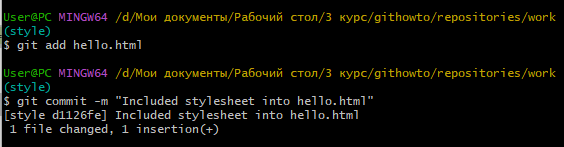 User@PC MINGW64 /d/Мои документы/Рабочий стол/3 курс/githowto/repositories/work
(style)
$ git add hello.html
User@PC MINGW64 /d/Мои документы/Рабочий стол/3 курс/githowto/repositories/work
(style)
$ git commit -m "Included stylesheet into hello.html"
[style d1126fe] Included stylesheet into hello.html
 1 file changed, 1 insertion(+)